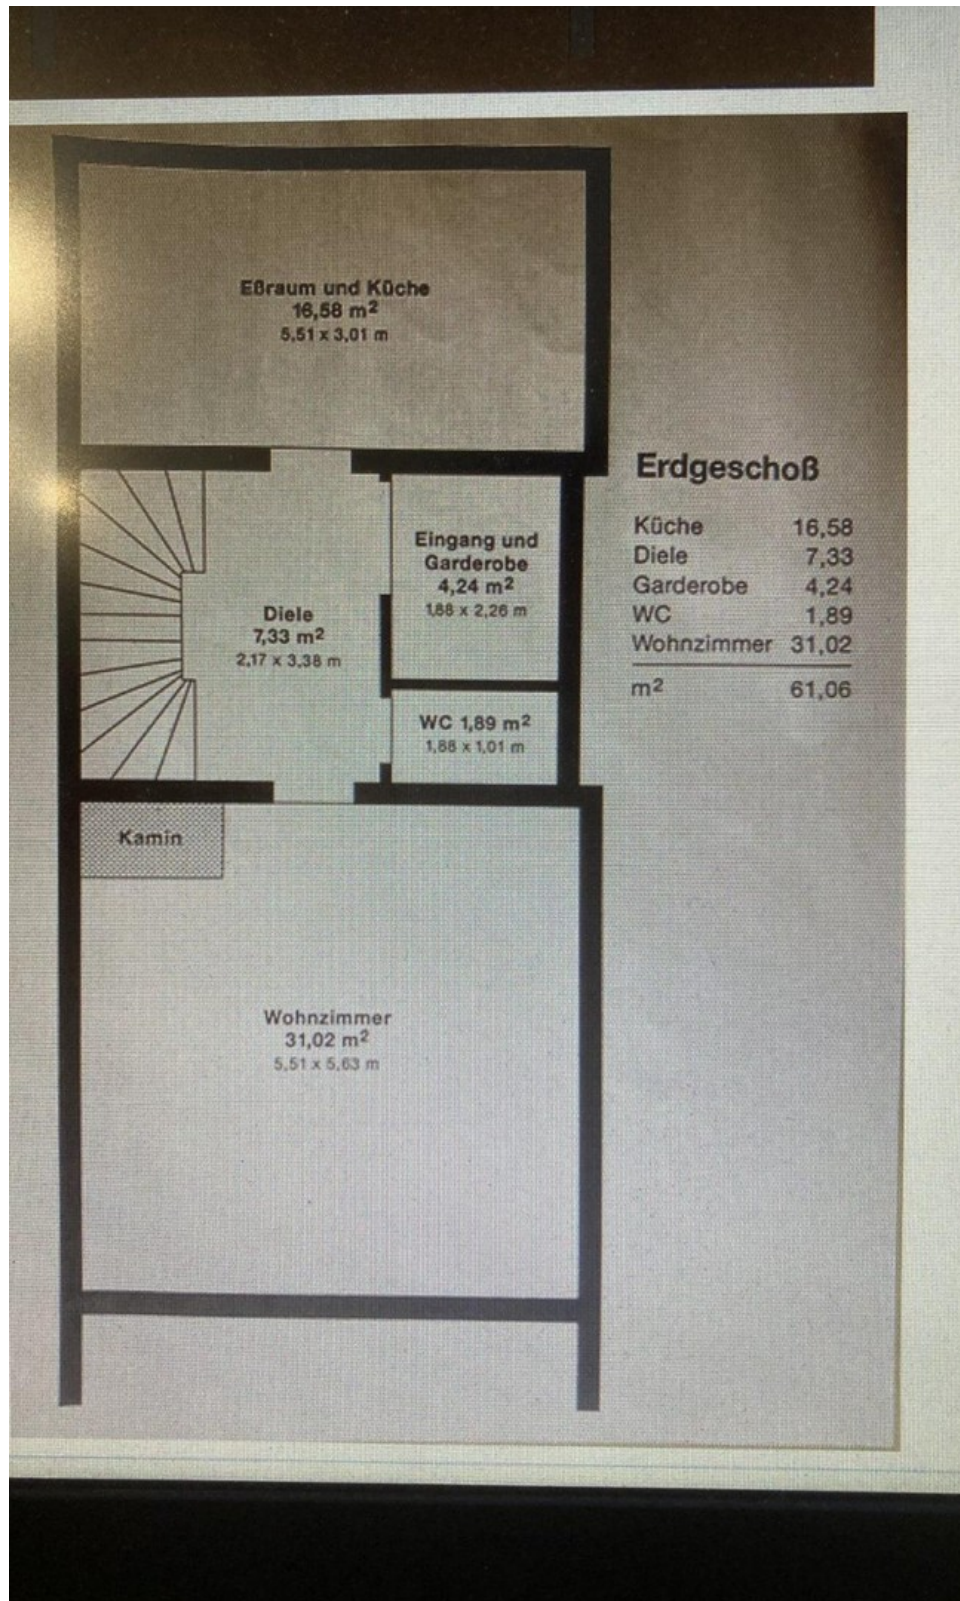 Eßraum und Küche
16,58 m²
5,51 x 3,01 m
Erdgeschoß
Küche 16,58
Diele 7,33
Garderobe 4,24
WC 1,89
Wohnzimmer 31,02
m² 61,06
Eingang und
Garderobe
4,24 m²
1,88 x 2,26 m
Diele
7,33 m²
2,17 x 3,38 m
WC 1,89 m²
1,88 x 1,01 m
Kamin
Wohnzimmer
31,02 m²
5,51 x 5,63 m